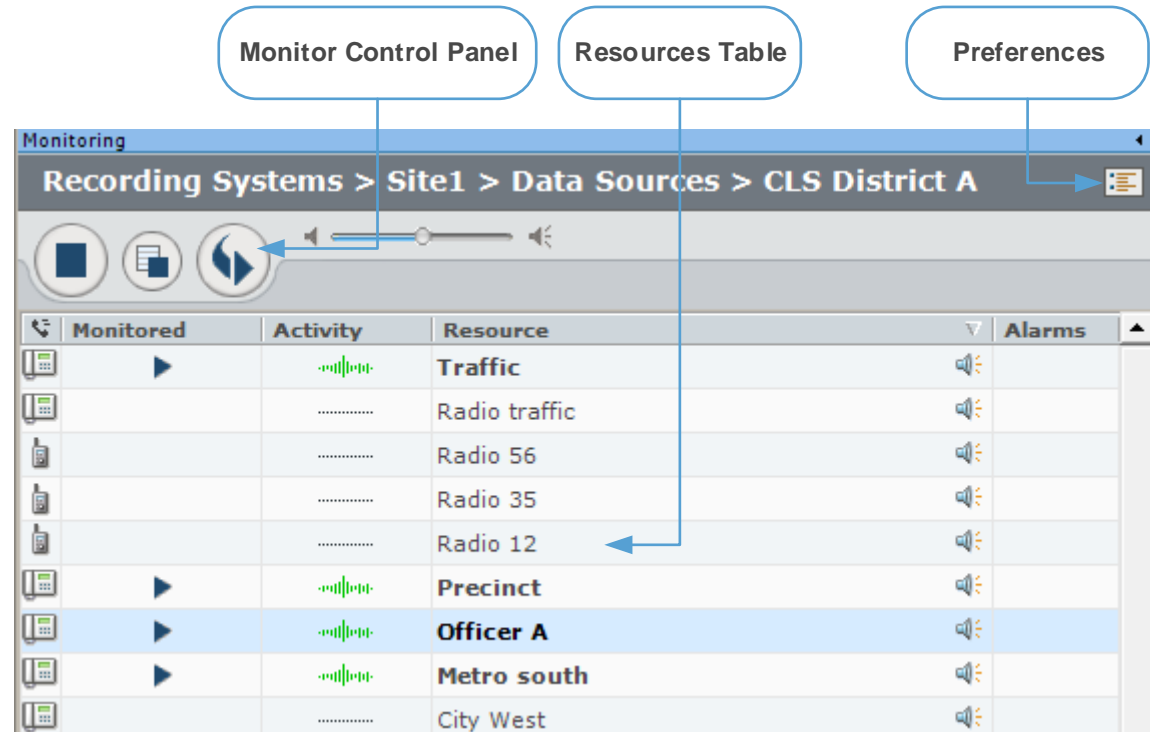 Monitor Control Panel
Resources Table
Preferences
Monitoring
Recording Systems > Site1 > Data Sources > CLS District A
Monitored Activity Resource Alarms
Traffic
Radio traffic
Radio 56
Radio 35
Radio 12
Precinct
Officer A
Metro south
City West